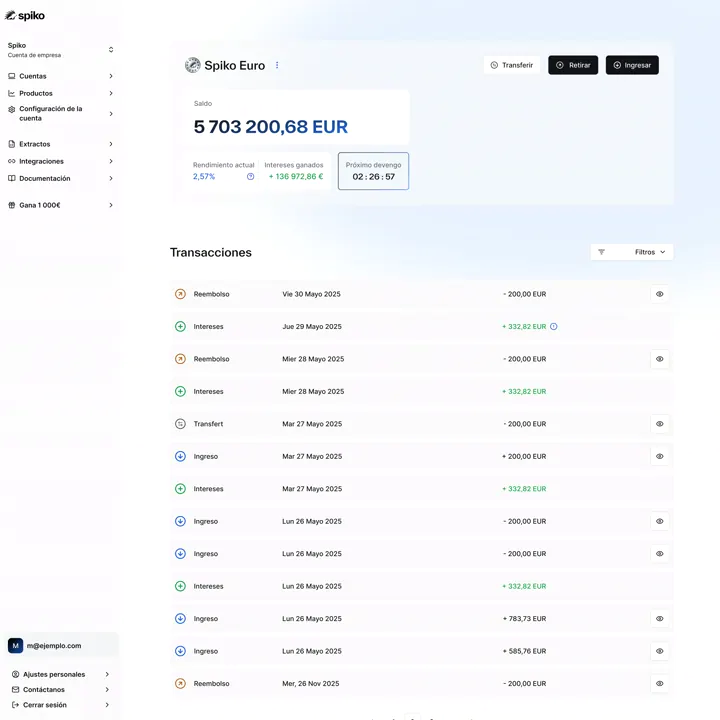 spiko
Spiko
Cuenta de empresa
Cuentas
Productos
Configuración de la
cuenta
Extractos
Integraciones
Documentación
Gana 1 000€
M m@ejemplo.com
Ajustes personales
Contáctanos
Cerrar sesión
Spiko Euro
Transferir
Retirar
Ingresar
Saldo
5 703 200,68 EUR
Rendimiento actual
2,57%
Intereses ganados
+ 136 972,86 €
Próximo devengo
02 : 26 : 57
Transacciones
Filtros
Reembolso Vie 30 Mayo 2025 - 200,00 EUR
Intereses Jue 29 Mayo 2025 + 332,82 EUR
Reembolso Mier 28 Mayo 2025 - 200,00 EUR
Intereses Mier 28 Mayo 2025 + 332,82 EUR
Transfert Mar 27 Mayo 2025 - 200,00 EUR
Ingreso Mar 27 Mayo 2025 + 200,00 EUR
Intereses Mar 27 Mayo 2025 + 332,82 EUR
Ingreso Lun 26 Mayo 2025 - 200,00 EUR
Ingreso Lun 26 Mayo 2025 - 200,00 EUR
Intereses Lun 26 Mayo 2025 + 332,82 EUR
Ingreso Lun 26 Mayo 2025 + 783,73 EUR
Ingreso Lun 26 Mayo 2025 + 585,76 EUR
Reembolso Mer, 26 Nov 2025 - 200,00 EUR